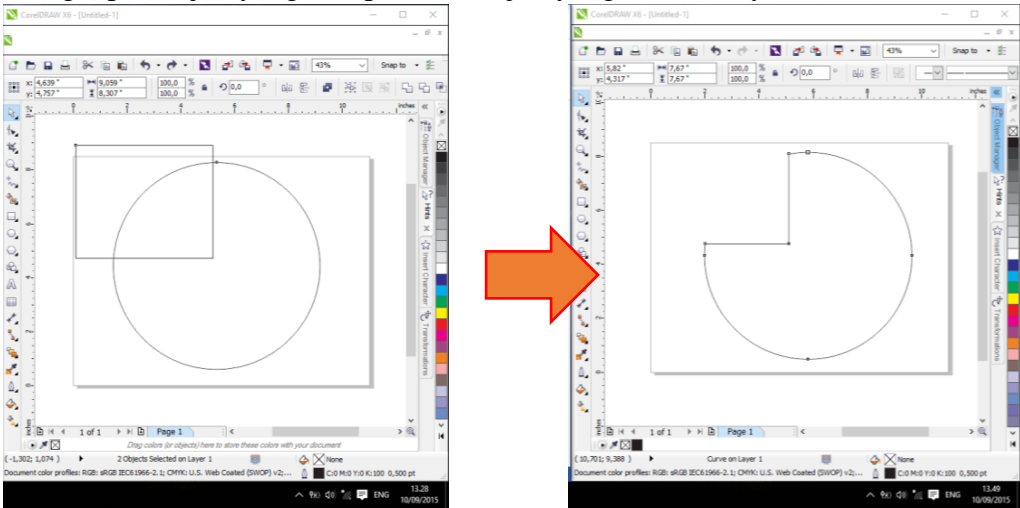 CorelDRAW X6 - [Untitled-1]
x: 4,639 " 9,059 " 100,0 % 0,0 °
y: 4,757 " 8,307 " 100,0 %
43% Snap to
0 2 4 6 8 10 inches
Object Manager
Hints
Insert Character
Transformations
1 of 1 Page 1
Drag colors (or objects) here to store these colors with your document
( -1,302; 1,074 ) 2 Objects Selected on Layer 1 None
Document color profiles: RGB: sRGB IEC61966-2.1; CMYK: U.S. Web Coated (SWOP) v2;... C:0 M:0 Y:0 K:100 0,500 pt
ENG 13.28
10/09/2015
CorelDRAW X6 - [Untitled-1]
x: 5,82 " 7,67 " 100,0 % 0,0 °
y: 4,317 " 7,67 " 100,0 %
43% Snap to
inches
Object Manager
Hints
Insert Character
Transformations
1 of 1 Page 1
( 10,701; 9,388 ) Curve on Layer 1 None
Document color profiles: RGB: sRGB IEC61966-2.1; CMYK: U.S. Web Coated (SWOP) v2;... C:0 M:0 Y:0 K:100 0,500 pt
ENG 13.49
10/09/2015